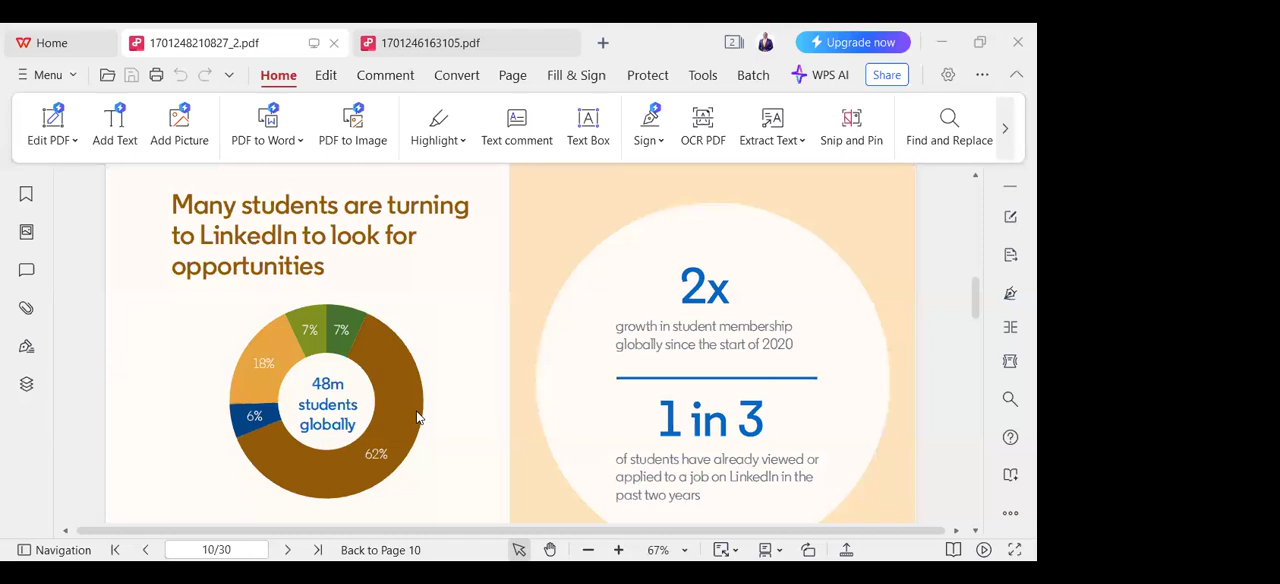 Home
1701248210827_2.pdf
1701246163105.pdf
2
Upgrade now
Menu
Home
Edit
Comment
Convert
Page
Fill & Sign
Protect
Tools
Batch
WPS AI
Share
Edit PDF
Add Text
Add Picture
PDF to Word
PDF to Image
Highlight
Text comment
Text Box
Sign
OCR PDF
Extract Text
Snip and Pin
Find and Replace
Many students are turning
to LinkedIn to look for
opportunities
7%
7%
18%
6%
62%
48m
students
globally
2x
growth in student membership
globally since the start of 2020
1 in 3
of students have already viewed or
applied to a job on LinkedIn in the
past two years
Navigation
10/30
Back to Page 10
67%